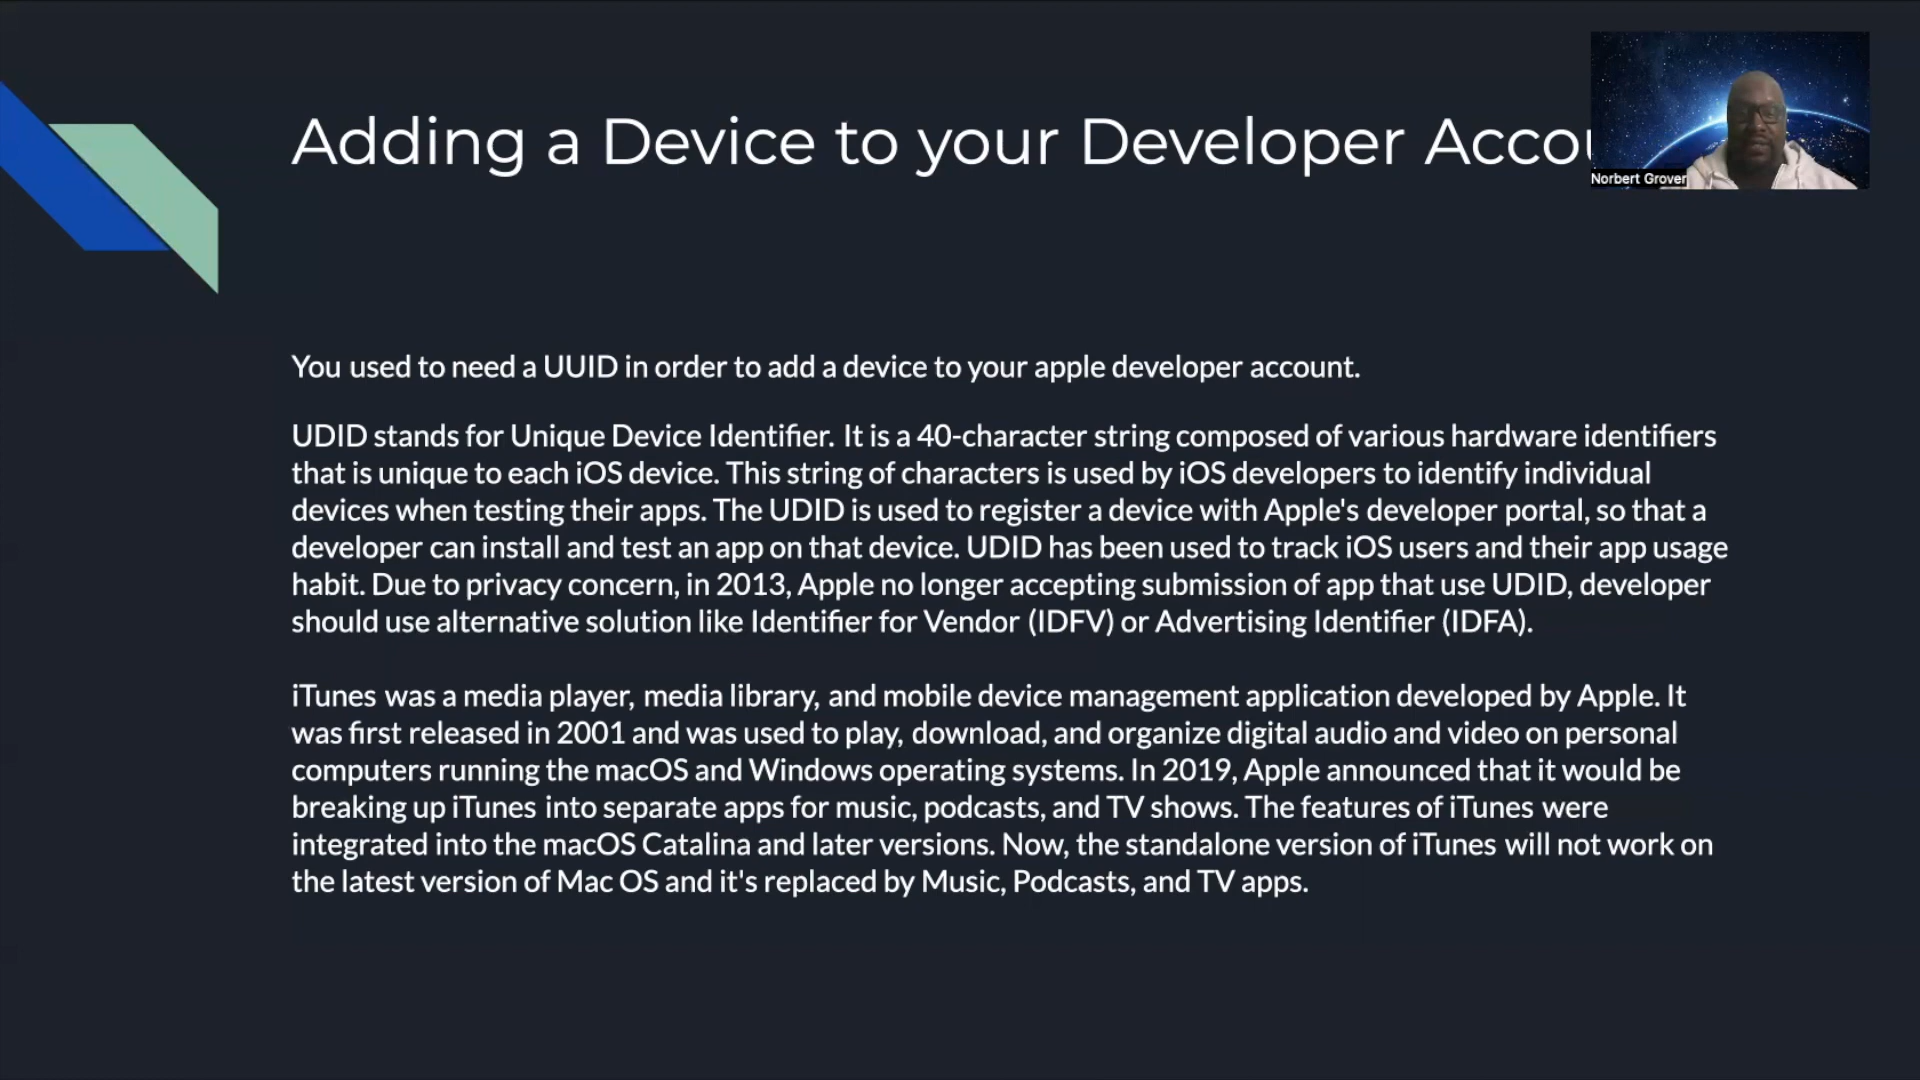 Adding a Device to your Developer Accou
Norbert Grover
You used to need a UUID in order to add a device to your apple developer account.
UDID stands for Unique Device Identifier. It is a 40-character string composed of various hardware identifiers
that is unique to each iOS device. This string of characters is used by iOS developers to identify individual
devices when testing their apps. The UDID is used to register a device with Apple's developer portal, so that a
developer can install and test an app on that device. UDID has been used to track iOS users and their app usage
habit. Due to privacy concern, in 2013, Apple no longer accepting submission of app that use UDID, developer
should use alternative solution like Identifier for Vendor (IDFV) or Advertising Identifier (IDFA).
iTunes was a media player, media library, and mobile device management application developed by Apple. It
was first released in 2001 and was used to play, download, and organize digital audio and video on personal
computers running the macOS and Windows operating systems. In 2019, Apple announced that it would be
breaking up iTunes into separate apps for music, podcasts, and TV shows. The features of iTunes were
integrated into the macOS Catalina and later versions. Now, the standalone version of iTunes will not work on
the latest version of Mac OS and it's replaced by Music, Podcasts, and TV apps.